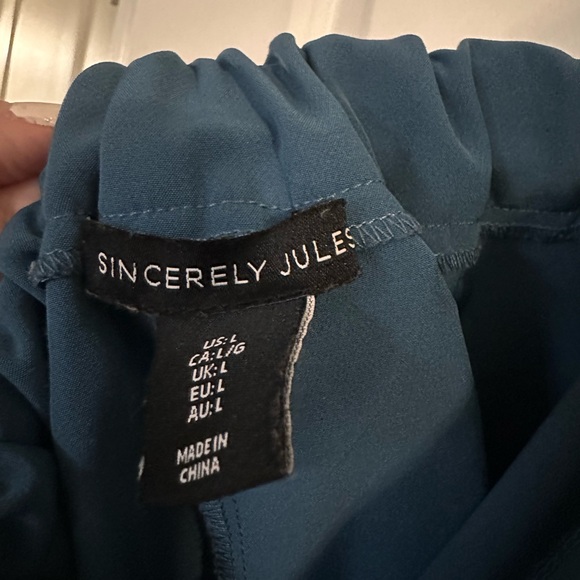 SINCERELY JULES
US: L
CA: L/G
UK: L
EU: L
AU: L
MADE IN
CHINA